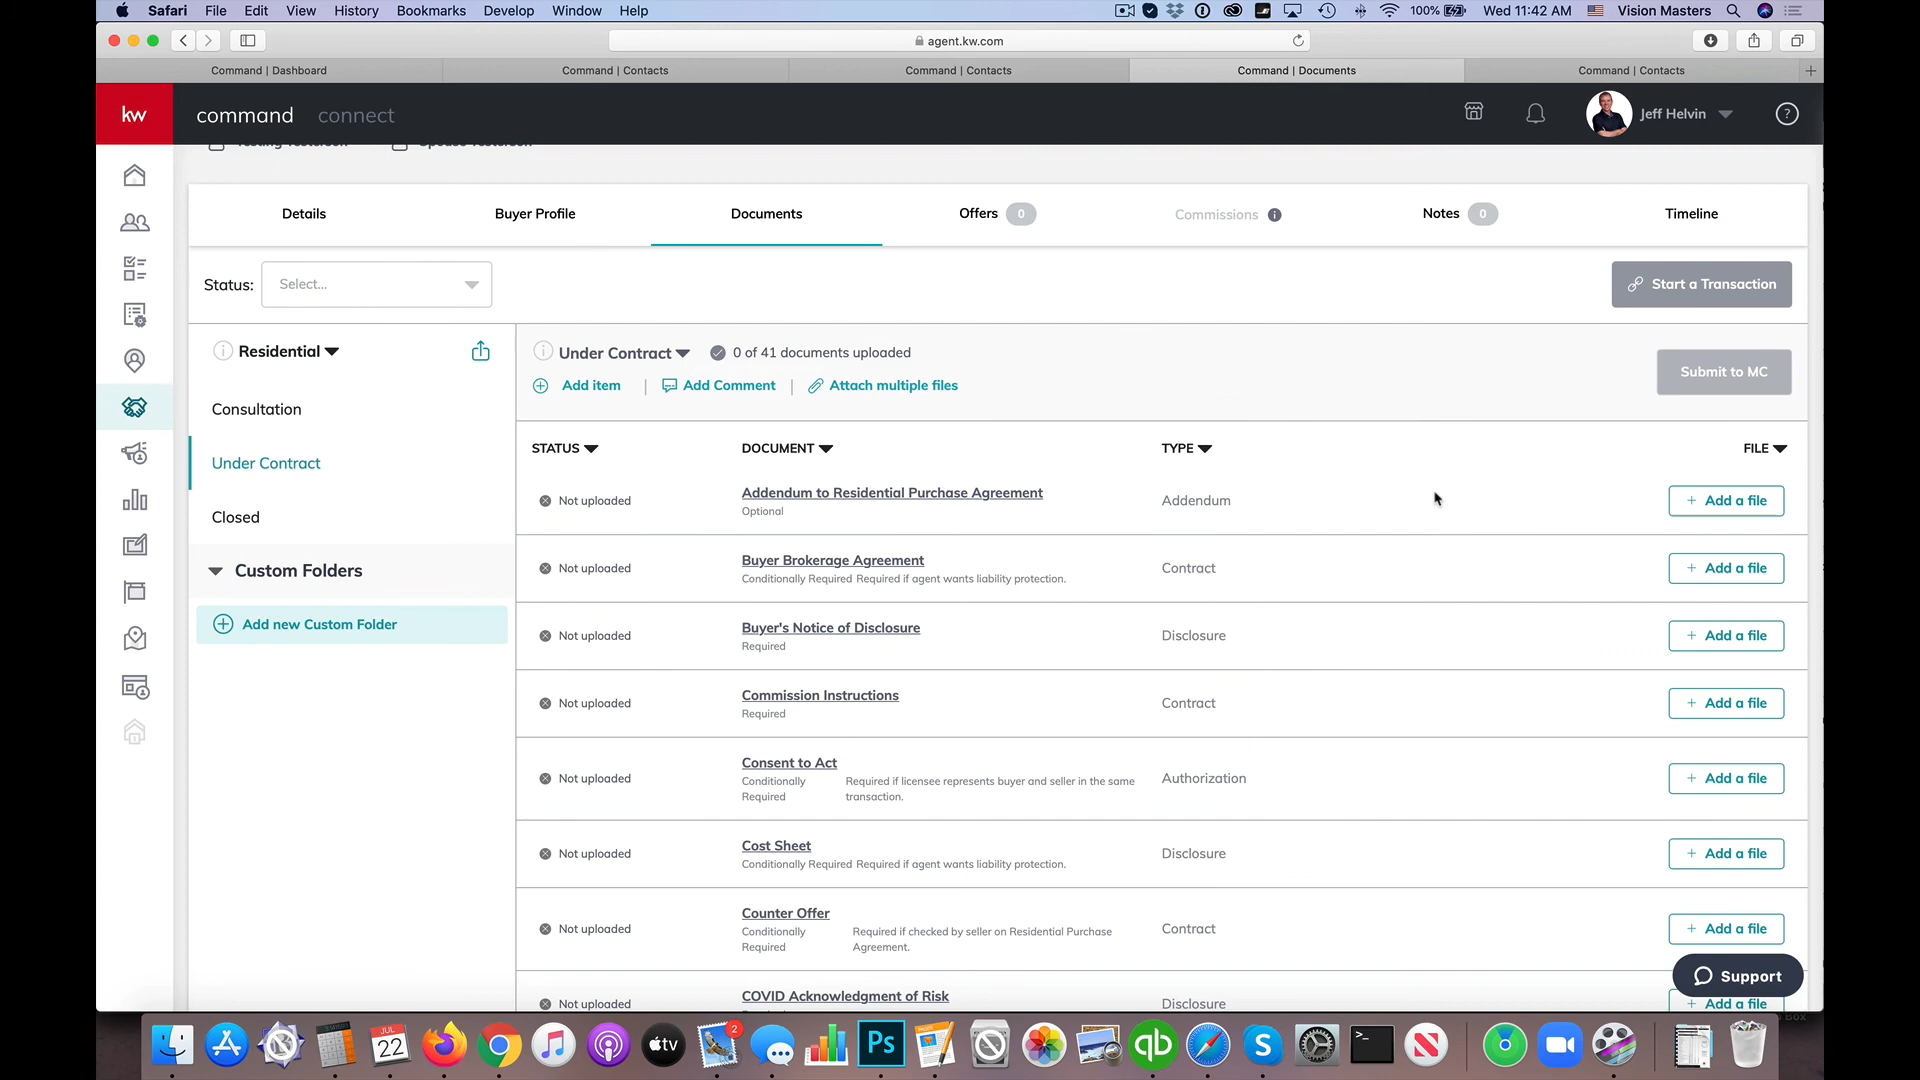 Safari File Edit View History Bookmarks Develop Window Help 100% Wed 11:42 AM Vision Masters
agent.kw.com
Command | Dashboard Command | Contacts Command | Contacts Command | Documents Command | Contacts
kw command connect Jeff Helvin
Details Buyer Profile Documents Offers 0 Commissions Notes 0 Timeline
Status: Select... Start a Transaction
Residential
Consultation
Under Contract
Closed
Custom Folders
Add new Custom Folder
Under Contract 0 of 41 documents uploaded
Add item | Add Comment | Attach multiple files
Submit to MC
STATUS DOCUMENT TYPE FILE
Not uploaded Addendum to Residential Purchase Agreement Addendum + Add a file
Optional
Not uploaded Buyer Brokerage Agreement Contract + Add a file
Conditionally Required Required if agent wants liability protection.
Not uploaded Buyer's Notice of Disclosure Disclosure + Add a file
Required
Not uploaded Commission Instructions Contract + Add a file
Required
Not uploaded Consent to Act Authorization + Add a file
Conditionally Required if licensee represents buyer and seller in the same
Required transaction.
Not uploaded Cost Sheet Disclosure + Add a file
Conditionally Required Required if agent wants liability protection.
Not uploaded Counter Offer Contract + Add a file
Conditionally Required if checked by seller on Residential Purchase
Required Agreement.
Support
Not uploaded COVID Acknowledgment of Risk Disclosure + Add a file
JUL
22
tv
2
Ps
qb